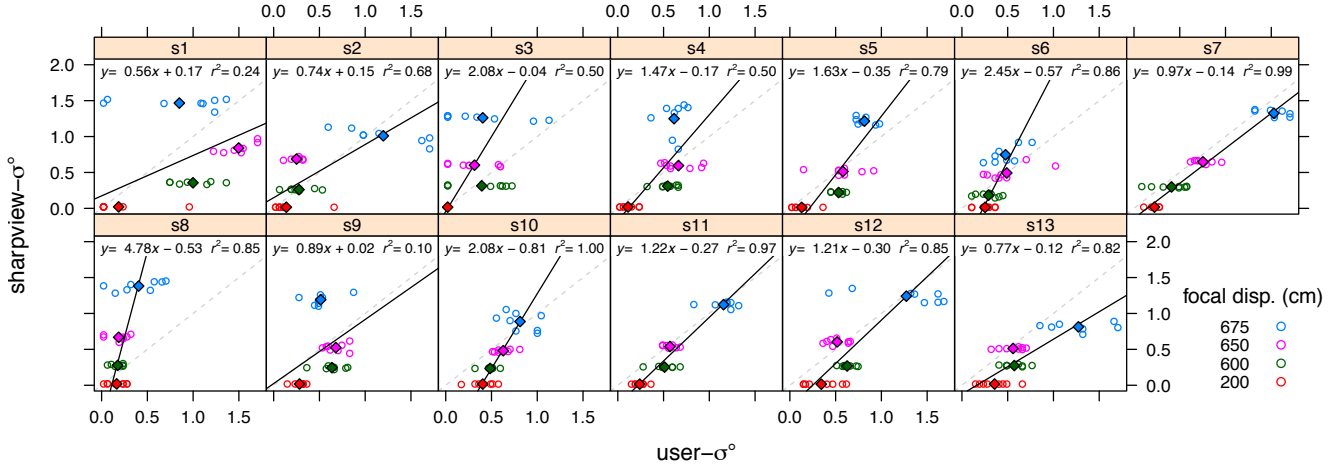 0.0 0.5 1.0 1.5 0.0 0.5 1.0 1.5 0.0 0.5 1.0 1.5
s1 s2 s3 s4 s5 s6 s7
y= 0.56x + 0.17 r² = 0.24 y= 0.74x + 0.15 r² = 0.68 y= 2.08x − 0.04 r² = 0.50 y= 1.47x − 0.17 r² = 0.50 y= 1.63x − 0.35 r² = 0.79 y= 2.45x − 0.57 r² = 0.86 y= 0.97x − 0.14 r² = 0.99
2.0
1.5
1.0
0.5
0.0
sharpview−σ°
s8 s9 s10 s11 s12 s13
y= 4.78x − 0.53 r² = 0.85 y= 0.89x + 0.02 r² = 0.10 y= 2.08x − 0.81 r² = 1.00 y= 1.22x − 0.27 r² = 0.97 y= 1.21x − 0.30 r² = 0.85 y= 0.77x − 0.12 r² = 0.82
2.0
1.5
1.0
0.5
0.0
focal disp. (cm)
675
650
600
200
0.0 0.5 1.0 1.5 0.0 0.5 1.0 1.5 0.0 0.5 1.0 1.5
user−σ°